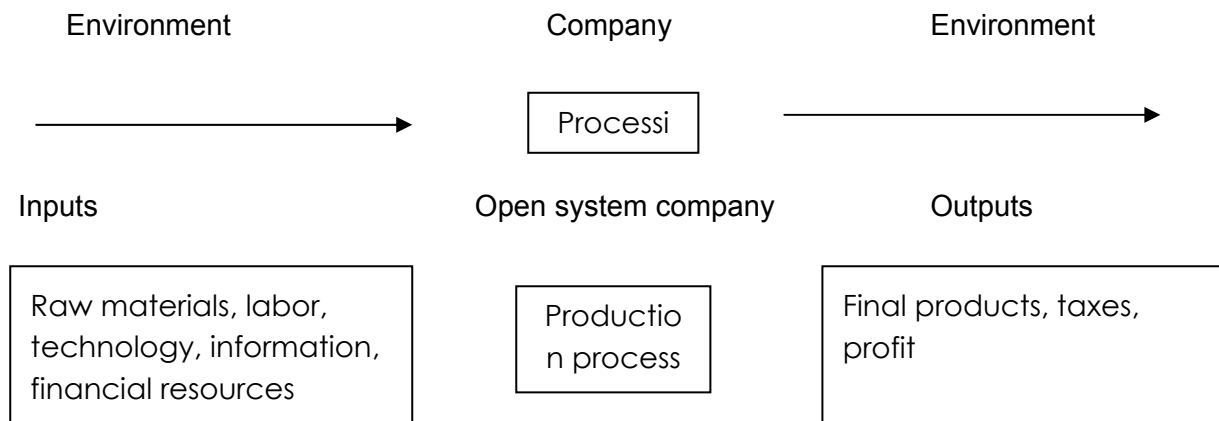 Environment
Company
Environment
Processi
Inputs
Open system company
Outputs
Raw materials, labor,
technology, information,
financial resources
Productio
n process
Final products, taxes,
profit